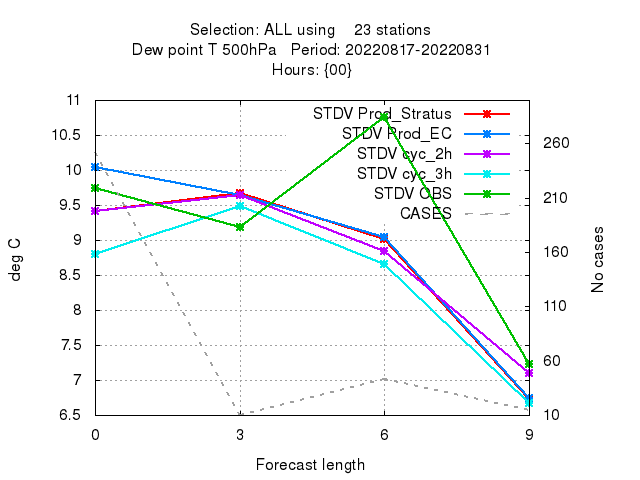 Selection: ALL using 23 stations
Dew point T 500hPa Period: 20220817-20220831
Hours: {00}
STDV Prod_Stratus
STDV Prod_EC
STDV cyc_2h
STDV cyc_3h
STDV OBS
CASES
deg C
11
10.5
10
9.5
9
8.5
8
7.5
7
6.5
No cases
260
210
160
110
60
10
0 3 6 9
Forecast length